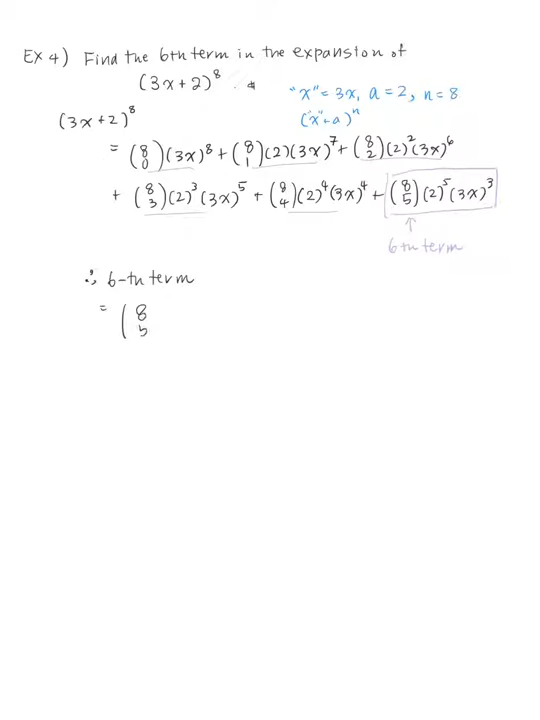 Ex 4) Find the 6th term in the expansion of
(3x+2)⁸
"x" = 3x, a = 2, n = 8
("x"+a)ⁿ
(3x+2)⁸
= (8 0)(3x)⁸ + (8 1)(2)(3x)⁷ + (8 2)(2)²(3x)⁶
+ (8 3)(2)³(3x)⁵ + (8 4)(2)⁴(3x)⁴ + (8 5)(2)⁵(3x)³
↑
6th term
∴ 6-th term
= (8 5